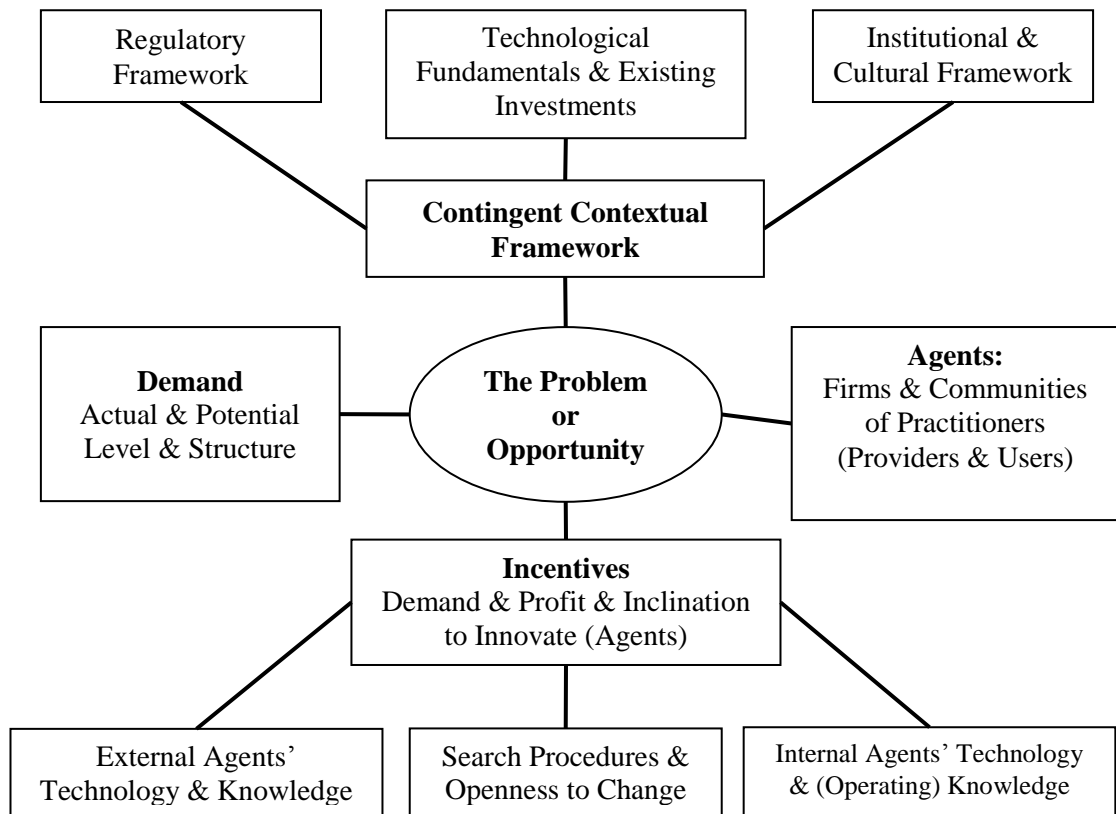 Regulatory
Framework
Technological
Fundamentals & Existing
Investments
Institutional &
Cultural Framework
Contingent Contextual
Framework
Demand
Actual & Potential
Level & Structure
The Problem
or
Opportunity
Agents:
Firms & Communities
of Practitioners
(Providers & Users)
Incentives
Demand & Profit & Inclination
to Innovate (Agents)
External Agents’
Technology & Knowledge
Search Procedures &
Openness to Change
Internal Agents’ Technology
& (Operating) Knowledge